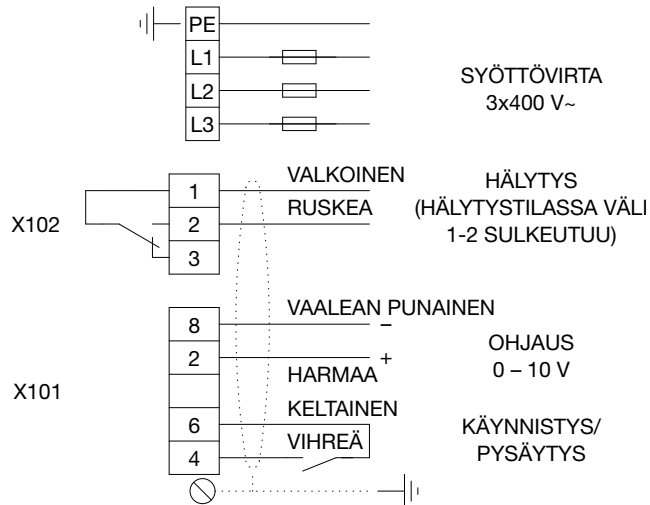 PE
L1
L2
L3
SYÖTTÖVIRTA
3x400 V~
X102
1
2
3
VALKOINEN
RUSKEA
HÄLYTYS
(HÄLYTYSTILASSA VÄLI
1-2 SULKEUTUU)
X101
8
2
6
4
VAALEAN PUNAINEN
–
+
HARMAA
KELTAINEN
VIHREÄ
OHJAUS
0 – 10 V
KÄYNNISTYS/
PYSÄYTYS